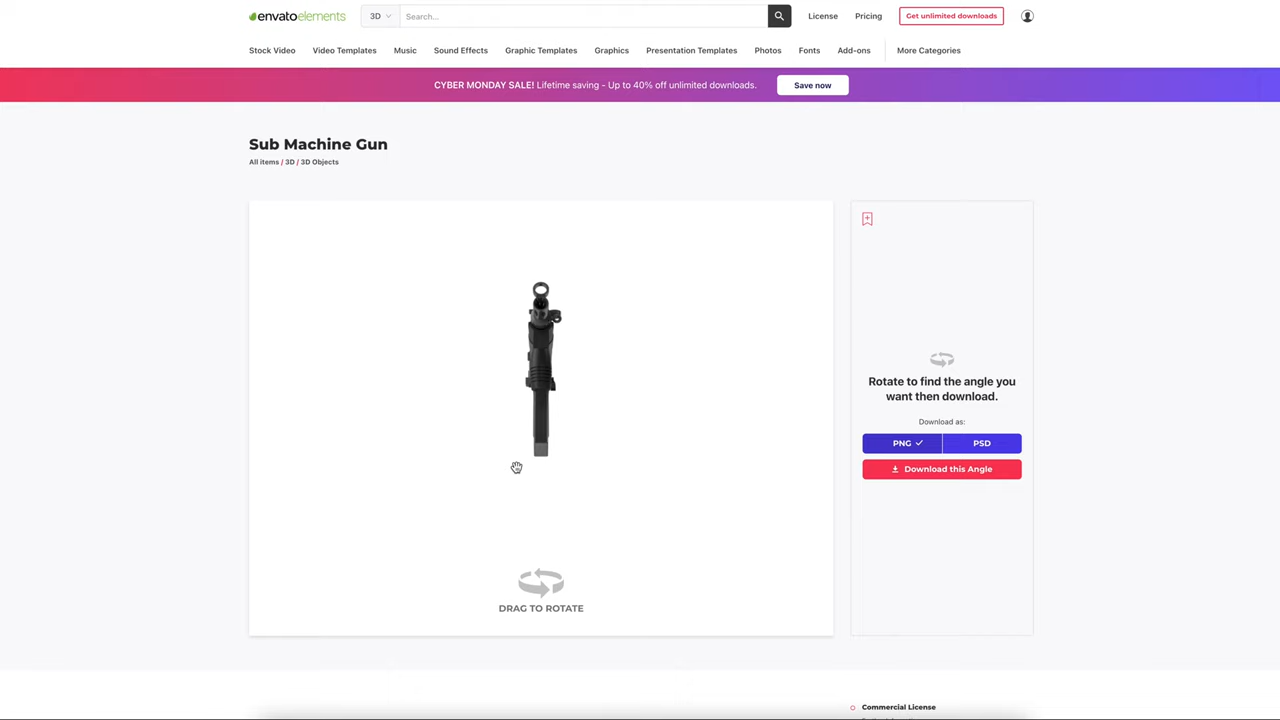 envatoelements 3D Search... License Pricing Get unlimited downloads
Stock Video Video Templates Music Sound Effects Graphic Templates Graphics Presentation Templates Photos Fonts Add-ons More Categories
CYBER MONDAY SALE! Lifetime saving - Up to 40% off unlimited downloads. Save now
Sub Machine Gun
All items / 3D / 3D Objects
Rotate to find the angle you
want then download.
Download as:
PNG PSD
Download this Angle
DRAG TO ROTATE
Commercial License